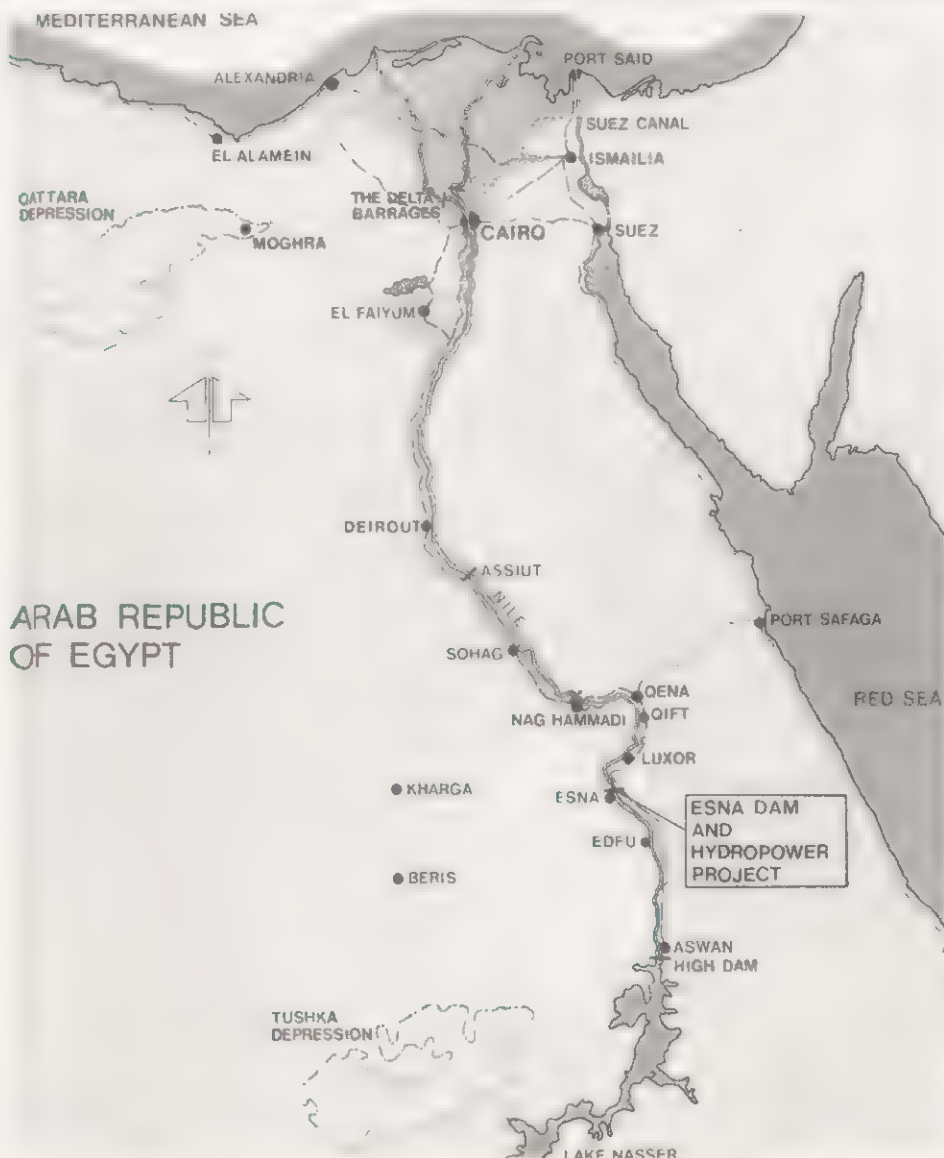 MEDITERRANEAN SEA
PORT SAID
ALEXANDRIA
SUEZ CANAL
EL ALAMEIN
ISMAILIA
QATTARA
DEPRESSION
THE DELTA
BARRAGES
MOGHRA
CAIRO
SUEZ
EL FAIYUM
DEIROUT
ASSIUT
NILE
ARAB REPUBLIC
OF EGYPT
PORT SAFAGA
SOHAG
QENA
RED SEA
NAG HAMMADI
QIFT
LUXOR
KHARGA
ESNA
ESNA DAM
AND
HYDROPOWER
PROJECT
EDFU
BERIS
ASWAN
HIGH DAM
TUSHKA
DEPRESSION
LAKE NASSER